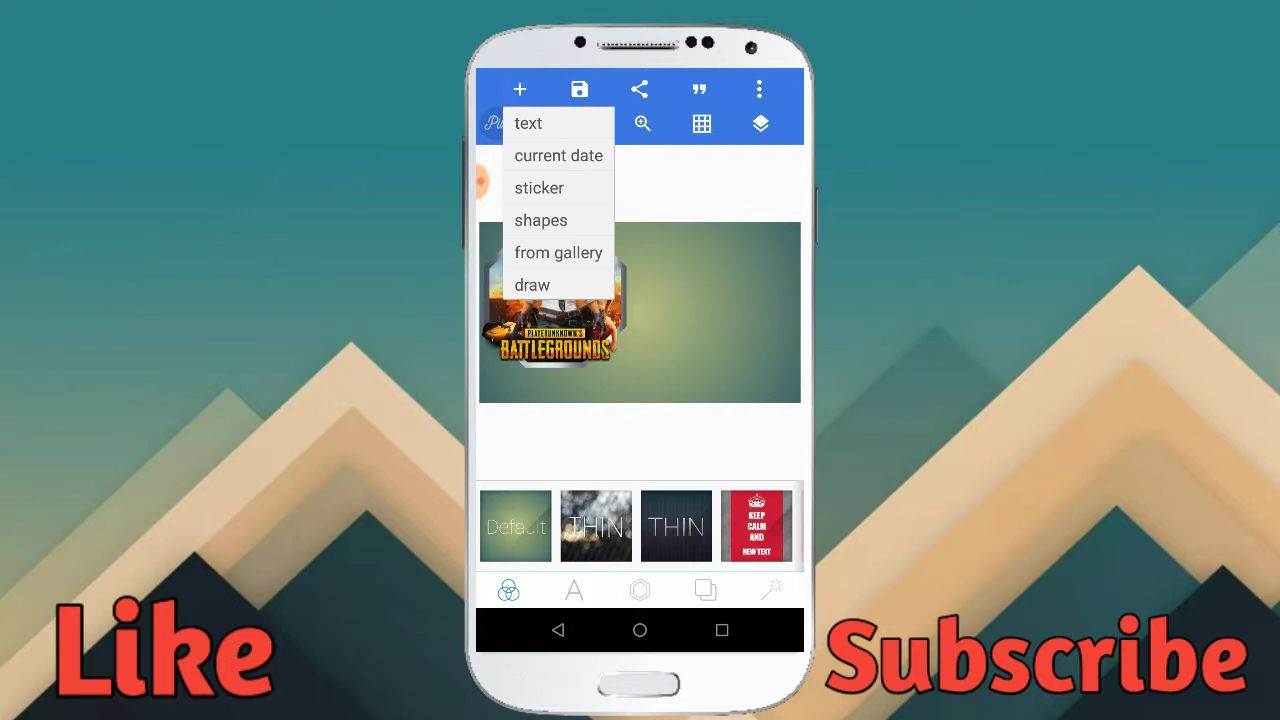 text
current date
sticker
shapes
from gallery
draw
PLAYERUNKNOWN'S
BATTLEGROUNDS
Default
THIN
THIN
KEEP
CALM
AND
NEW TEXT
Like
Subscribe